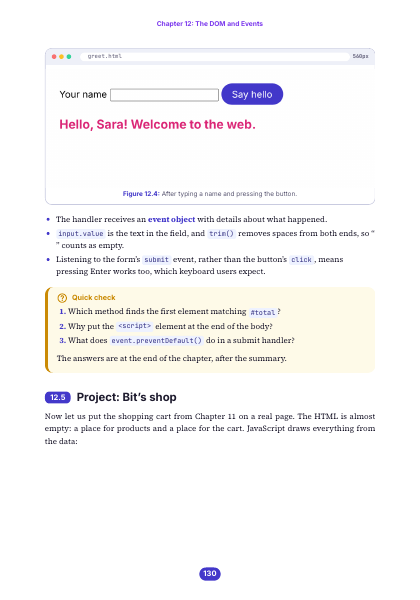 Chapter 12: The DOM and Events
greet.html
560px
Your name
Say hello
Hello, Sara! Welcome to the web.
Figure 12.4: After typing a name and pressing the button.
• The handler receives an event object with details about what happened.
• input.value is the text in the field, and trim() removes spaces from both ends, so “
” counts as empty.
• Listening to the form’s submit event, rather than the button’s click, means
pressing Enter works too, which keyboard users expect.
Quick check
1. Which method finds the first element matching #total?
2. Why put the <script> element at the end of the body?
3. What does event.preventDefault() do in a submit handler?
The answers are at the end of the chapter, after the summary.
12.5 Project: Bit’s shop
Now let us put the shopping cart from Chapter 11 on a real page. The HTML is almost
empty: a place for products and a place for the cart. JavaScript draws everything from
the data:
130